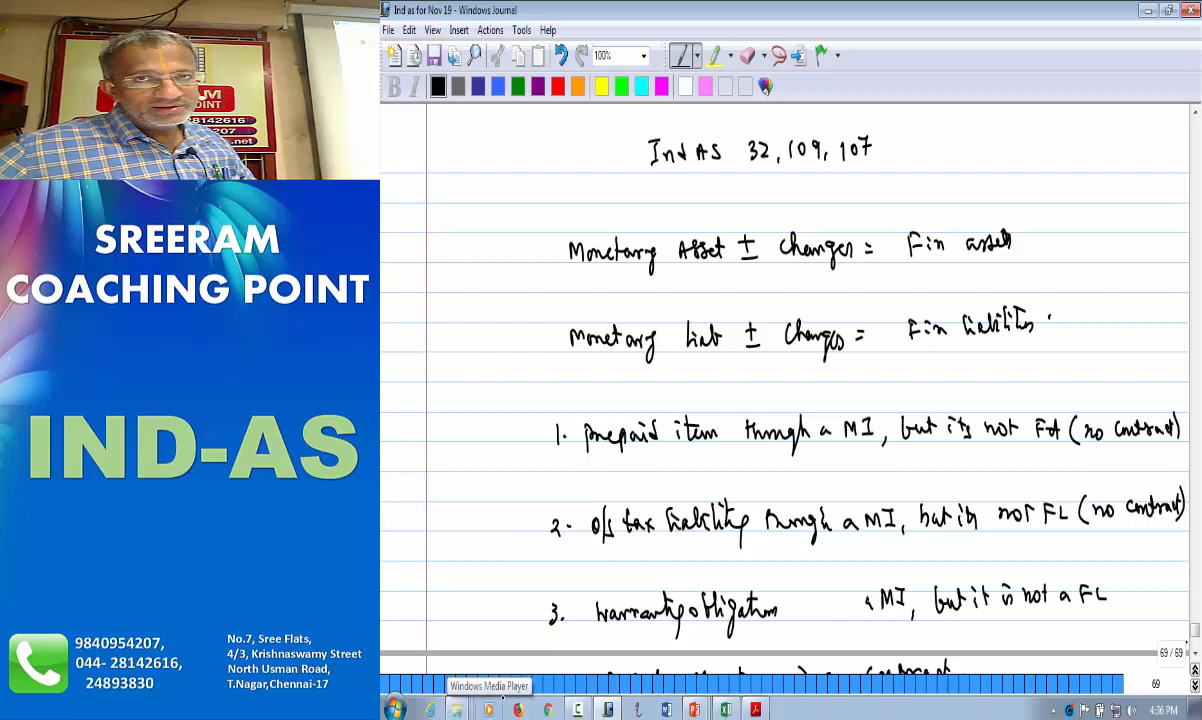 Ind as for Nov 19 - Windows Journal
File Edit View Insert Actions Tools Help
100%
POINT
28142616
SREERAM
COACHING POINT
IND-AS
9840954207,
044- 28142616,
24893830
No.7, Sree Flats,
4/3, Krishnaswamy Street
North Usman Road,
T.Nagar,Chennai-17
Ind AS 32, 109, 107
Monetary Asset ± changes = Fin assets
Monetary Liab ± changes = Fin Liabilites
1. prepaid item through a MI, but its not FA (no contract)
2. o/s tax liability through a MI, but its not FL (no contract)
3. warranty obligation a MI, but it is not a FL
contract
69 / 69
69
Windows Media Player
4:36 PM